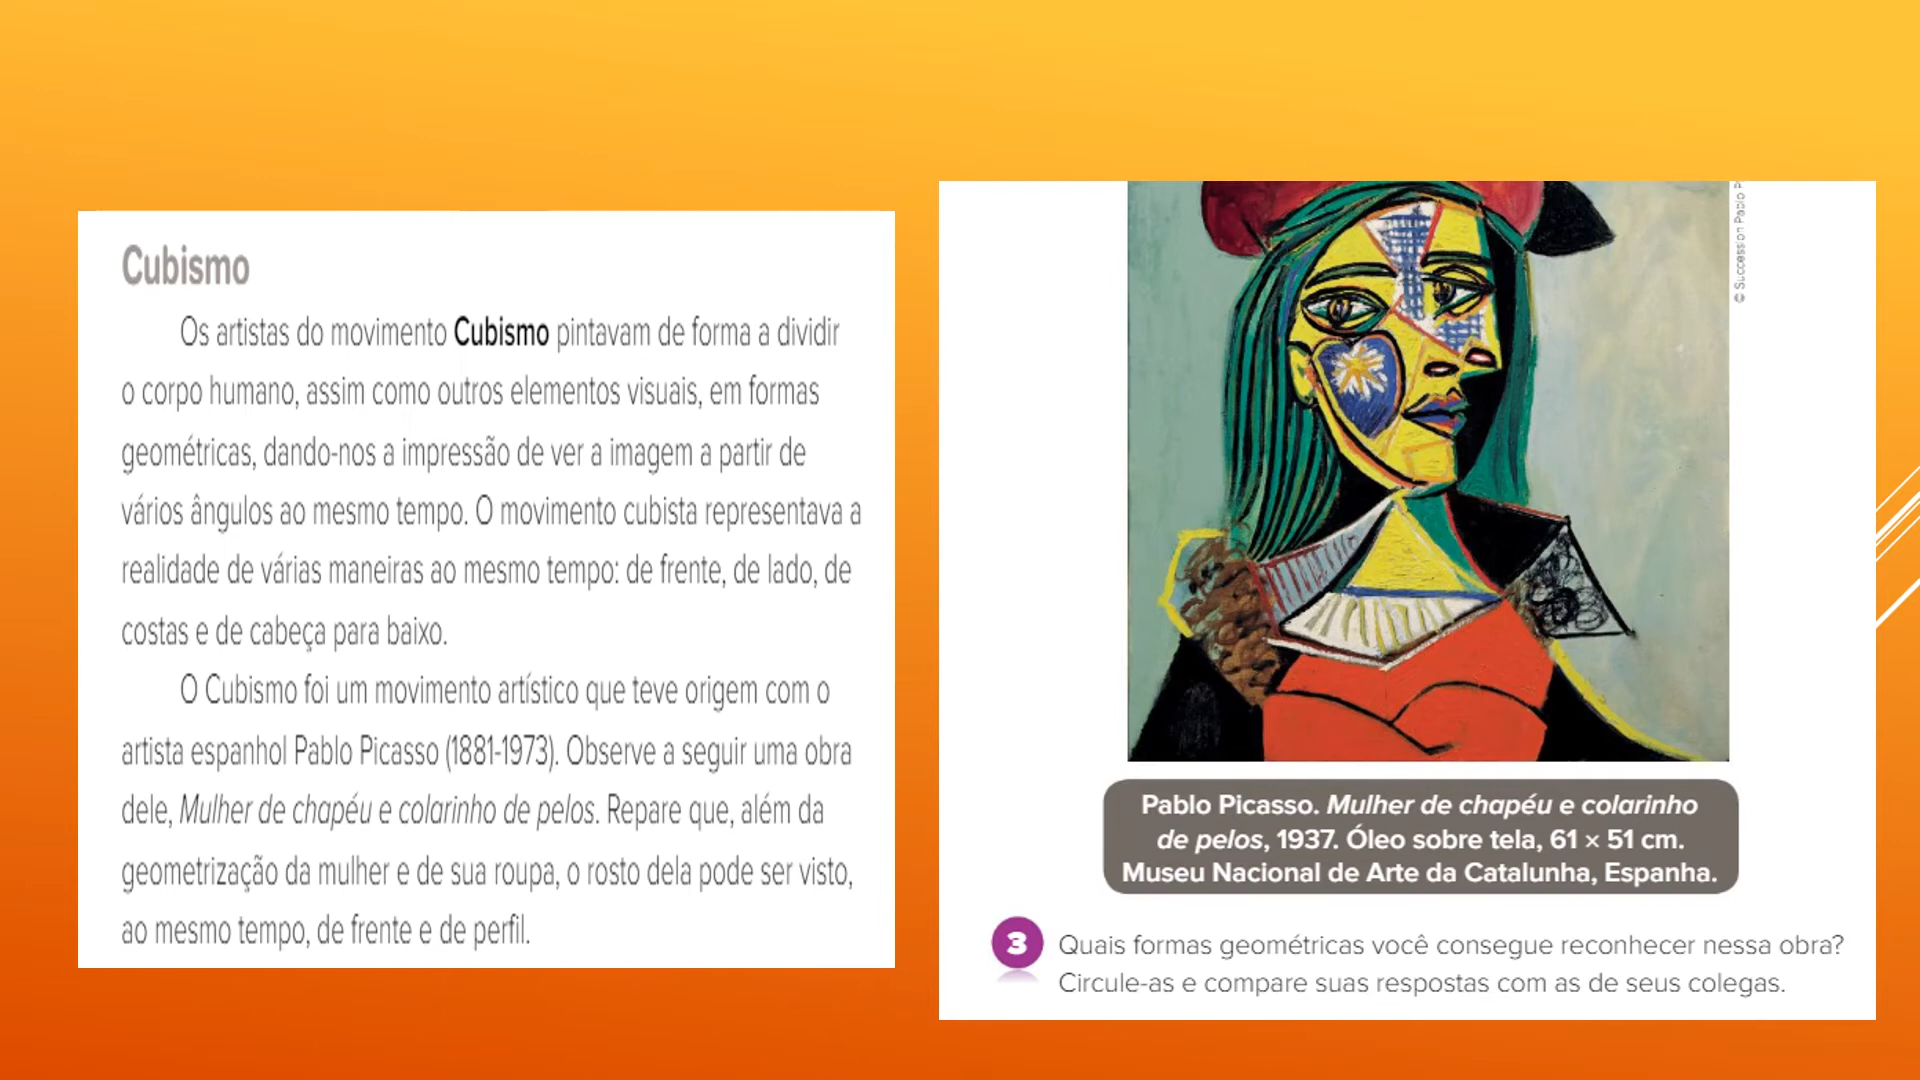 Cubismo
Os artistas do movimento Cubismo pintavam de forma a dividir
o corpo humano, assim como outros elementos visuais, em formas
geométricas, dando-nos a impressão de ver a imagem a partir de
vários ângulos ao mesmo tempo. O movimento cubista representava a
realidade de várias maneiras ao mesmo tempo: de frente, de lado, de
costas e de cabeça para baixo.
O Cubismo foi um movimento artístico que teve origem com o
artista espanhol Pablo Picasso (1881-1973). Observe a seguir uma obra
dele, Mulher de chapéu e colarinho de pelos. Repare que, além da
geometrização da mulher e de sua roupa, o rosto dela pode ser visto,
ao mesmo tempo, de frente e de perfil.
© Succession Pablo
Pablo Picasso. Mulher de chapéu e colarinho
de pelos, 1937. Óleo sobre tela, 61 × 51 cm.
Museu Nacional de Arte da Catalunha, Espanha.
3 Quais formas geométricas você consegue reconhecer nessa obra?
Circule-as e compare suas respostas com as de seus colegas.